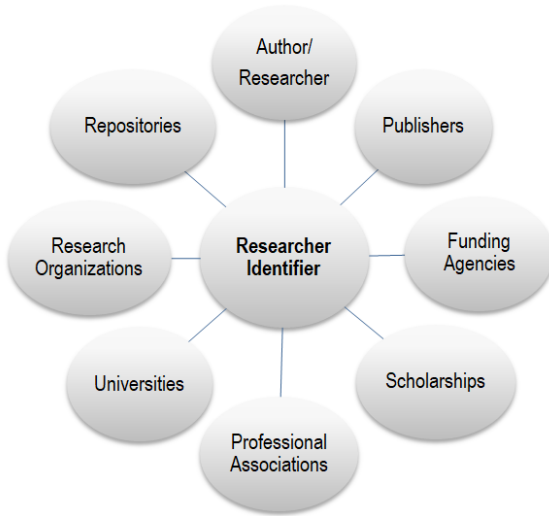 Author/
Researcher
Repositories
Publishers
Research
Organizations
Researcher
Identifier
Funding
Agencies
Universities
Scholarships
Professional
Associations